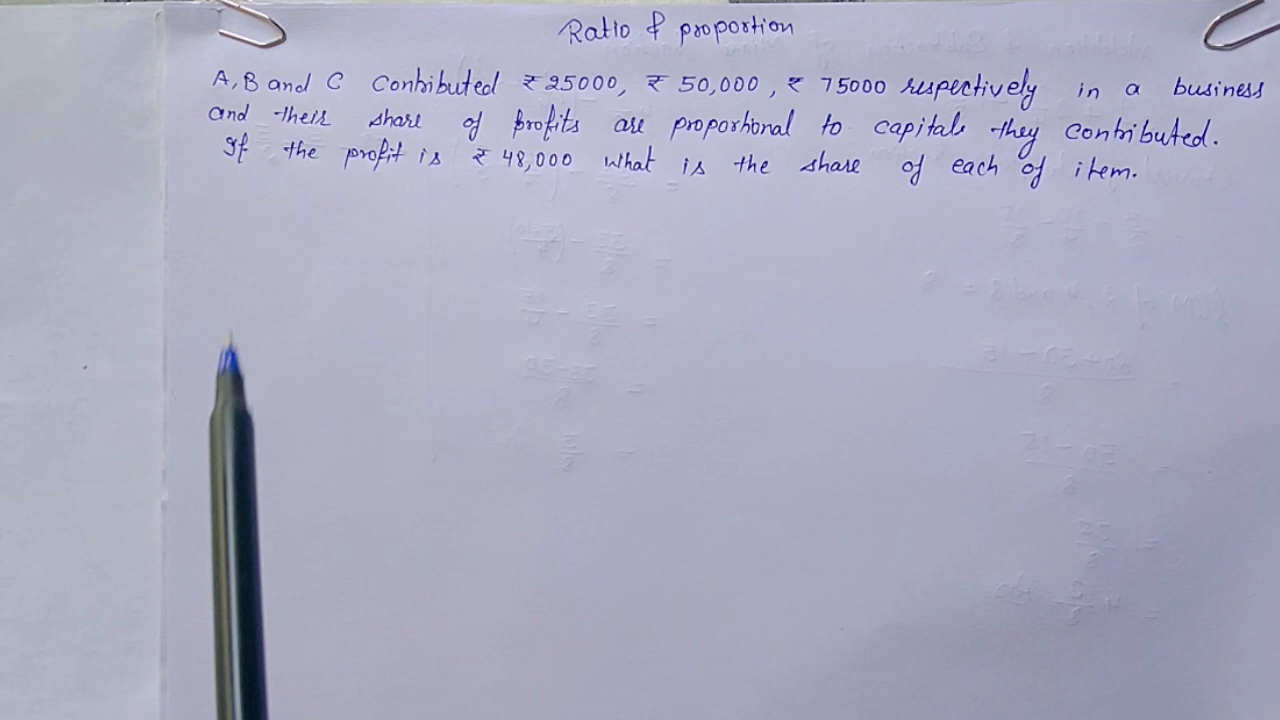 Ratio & proportion
A, B and C Contributed ₹ 25000, ₹ 50,000, ₹ 75000 respectively in a business
and their share of profits are proportional to capitals they contributed.
If the profit is ₹ 48,000 what is the share of each of item.